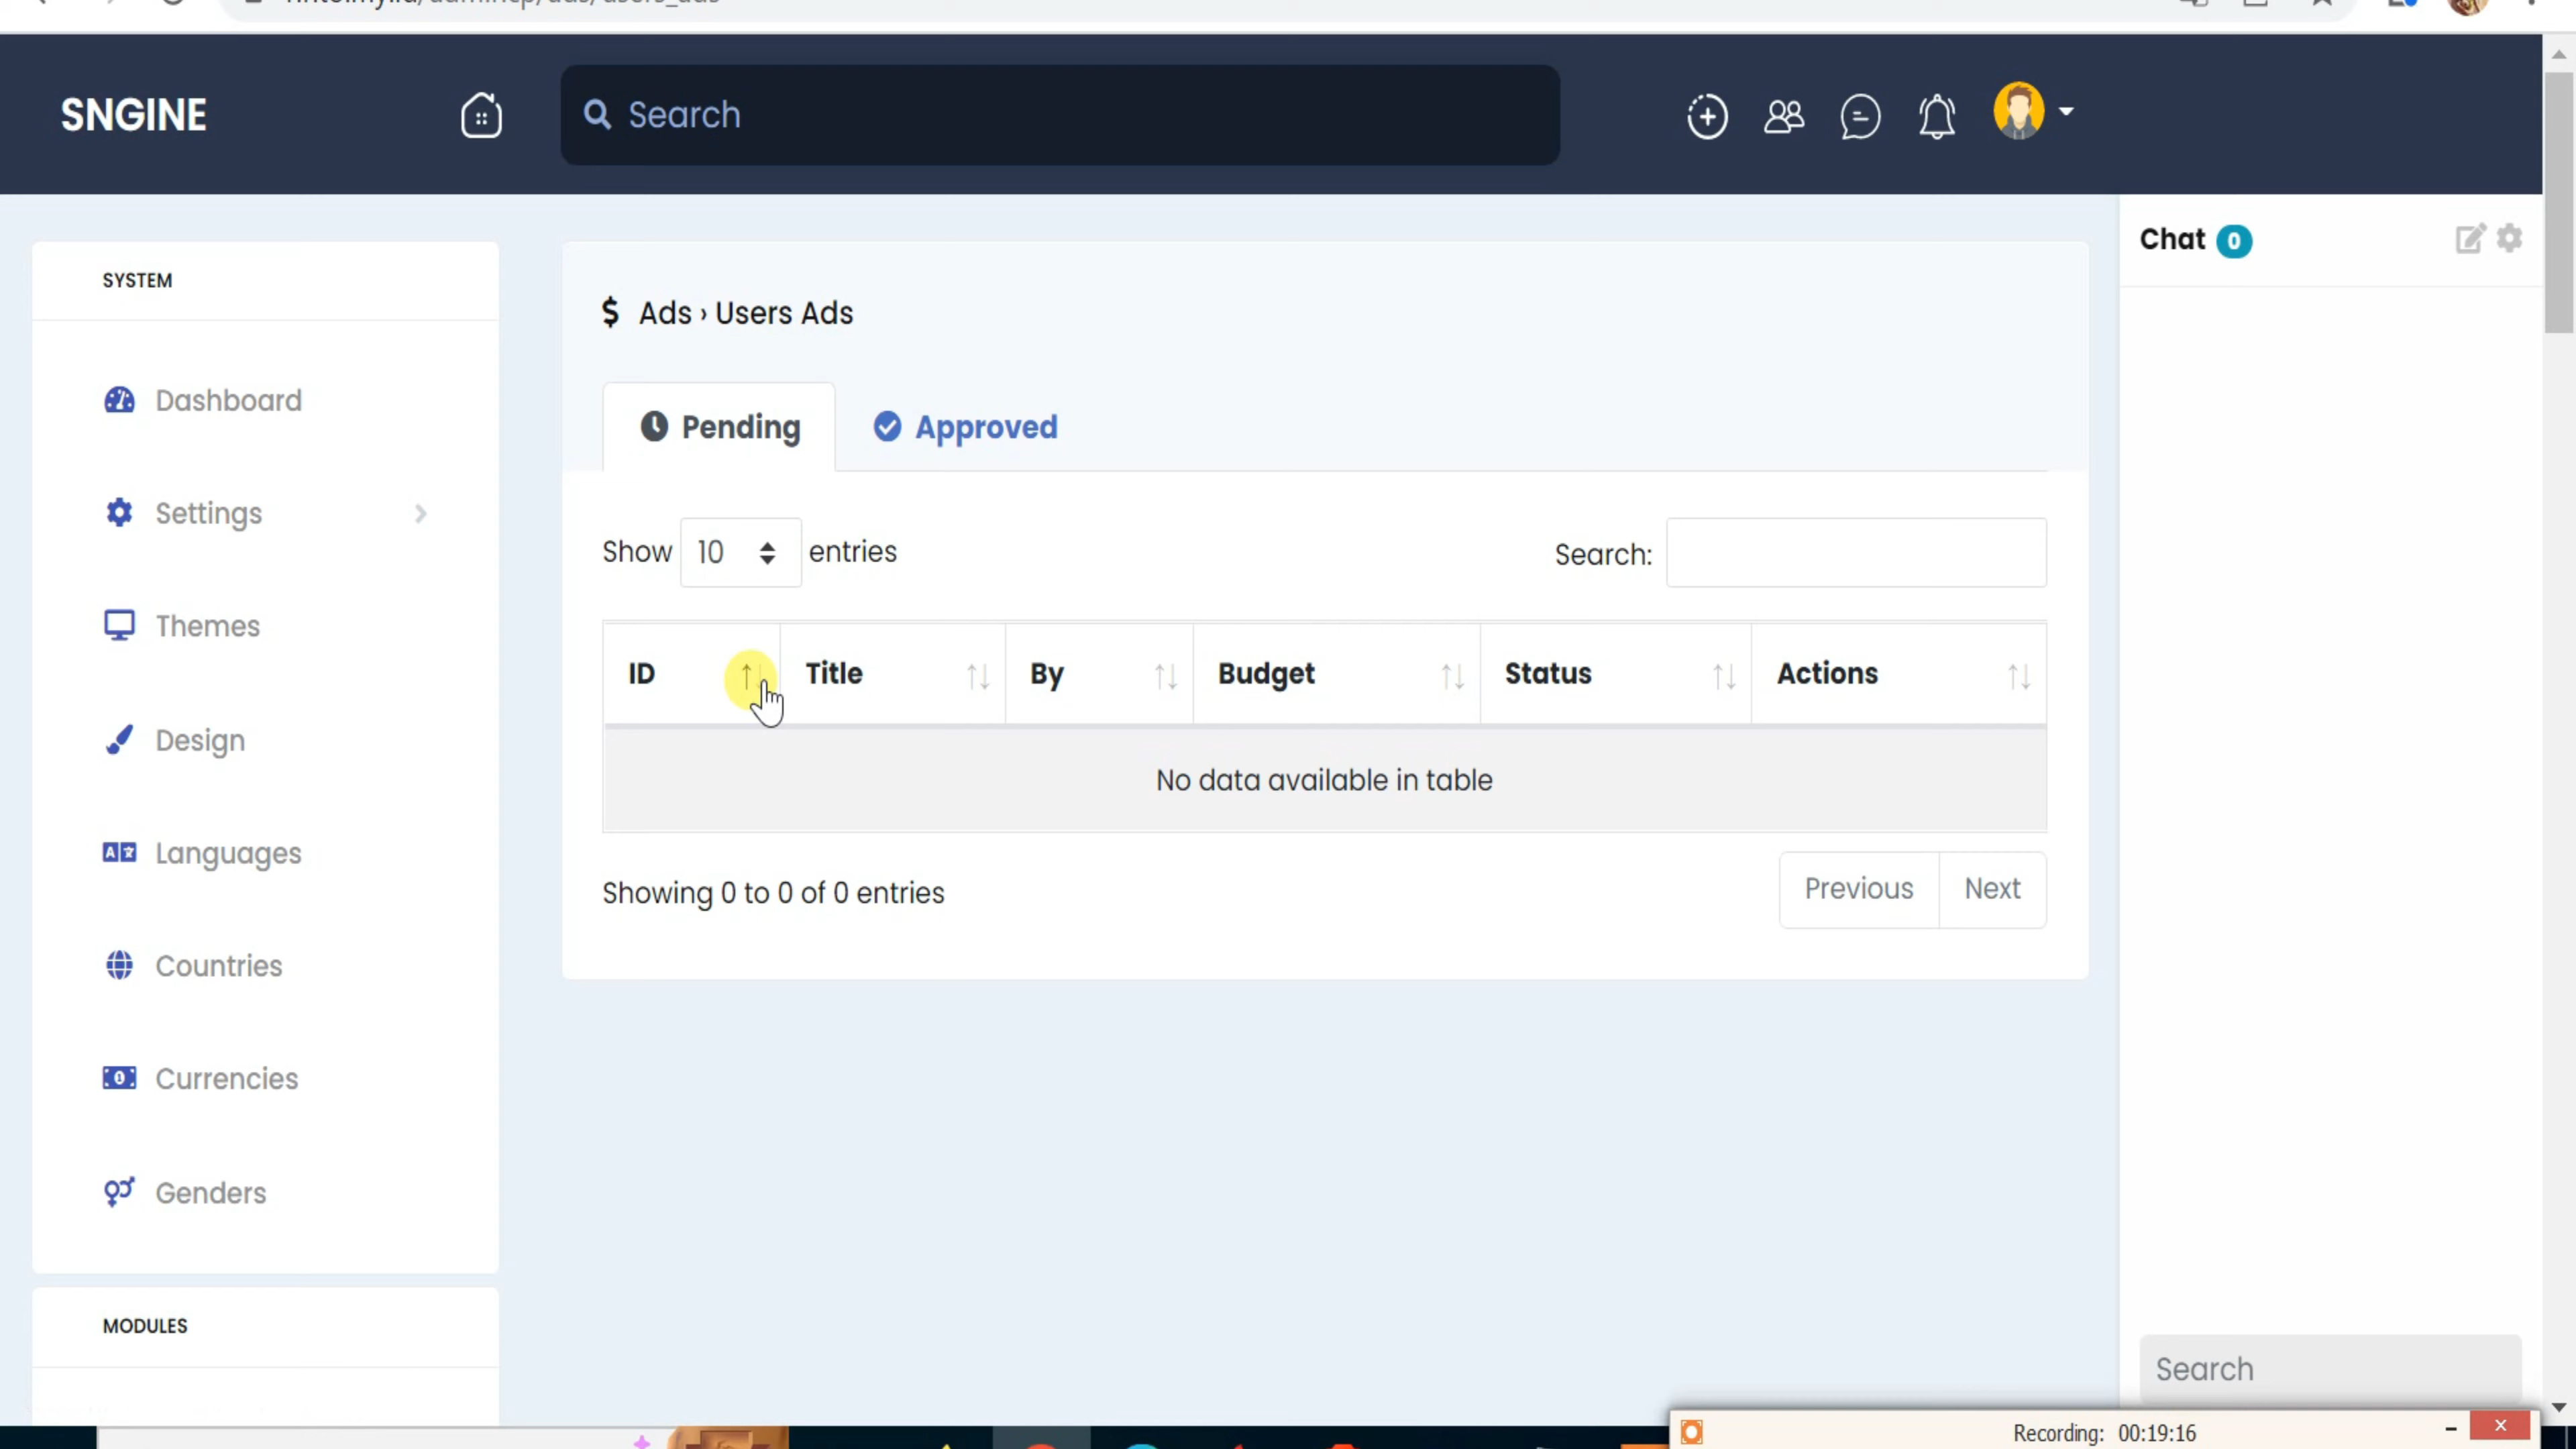 SNGINE
Search
Chat 0
SYSTEM
Dashboard
Settings
Themes
Design
Languages
Countries
Currencies
Genders
MODULES
$ Ads › Users Ads
Pending
Approved
Show 10 entries
Search:
ID Title By Budget Status Actions
No data available in table
Showing 0 to 0 of 0 entries
Previous Next
Search
Recording: 00:19:16